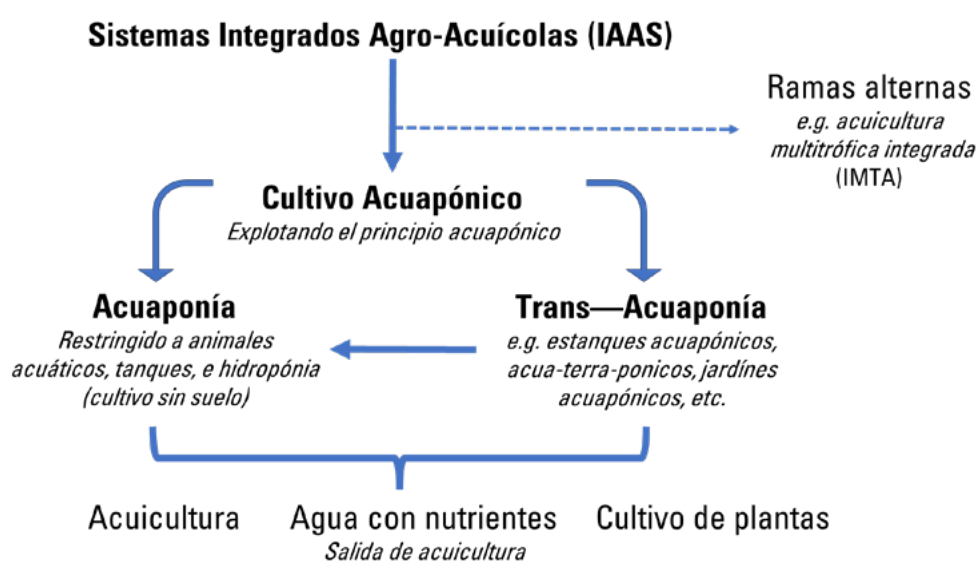 Sistemas Integrados Agro-Acuícolas (IAAS)
Ramas alternas
e.g. acuicultura
multitrófica integrada
(IMTA)
Cultivo Acuapónico
Explotando el principio acuapónico
Acuaponía
Restringido a animales
acuáticos, tanques, e hidropónia
(cultivo sin suelo)
Trans—Acuaponía
e.g. estanques acuapónicos,
acua-terra-ponicos, jardínes
acuapónicos, etc.
Acuicultura
Agua con nutrientes
Salida de acuicultura
Cultivo de plantas